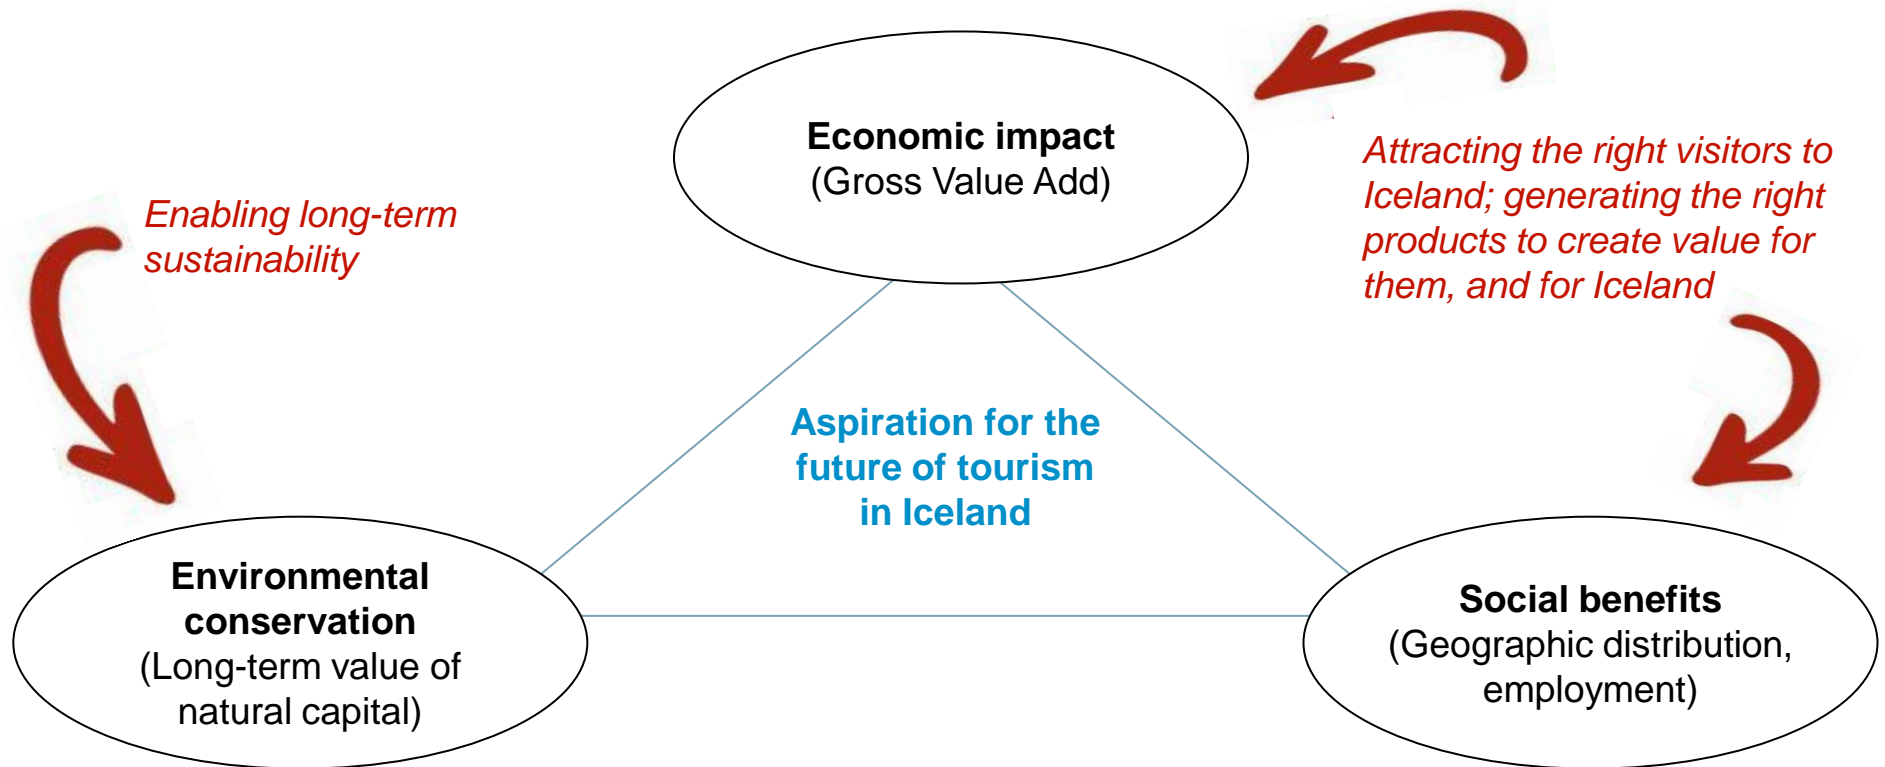 Economic impact
(Gross Value Add)
Attracting the right visitors to
Iceland; generating the right
products to create value for
them, and for Iceland
Enabling long-term
sustainability
Aspiration for the
future of tourism
in Iceland
Environmental
conservation
(Long-term value of
natural capital)
Social benefits
(Geographic distribution,
employment)